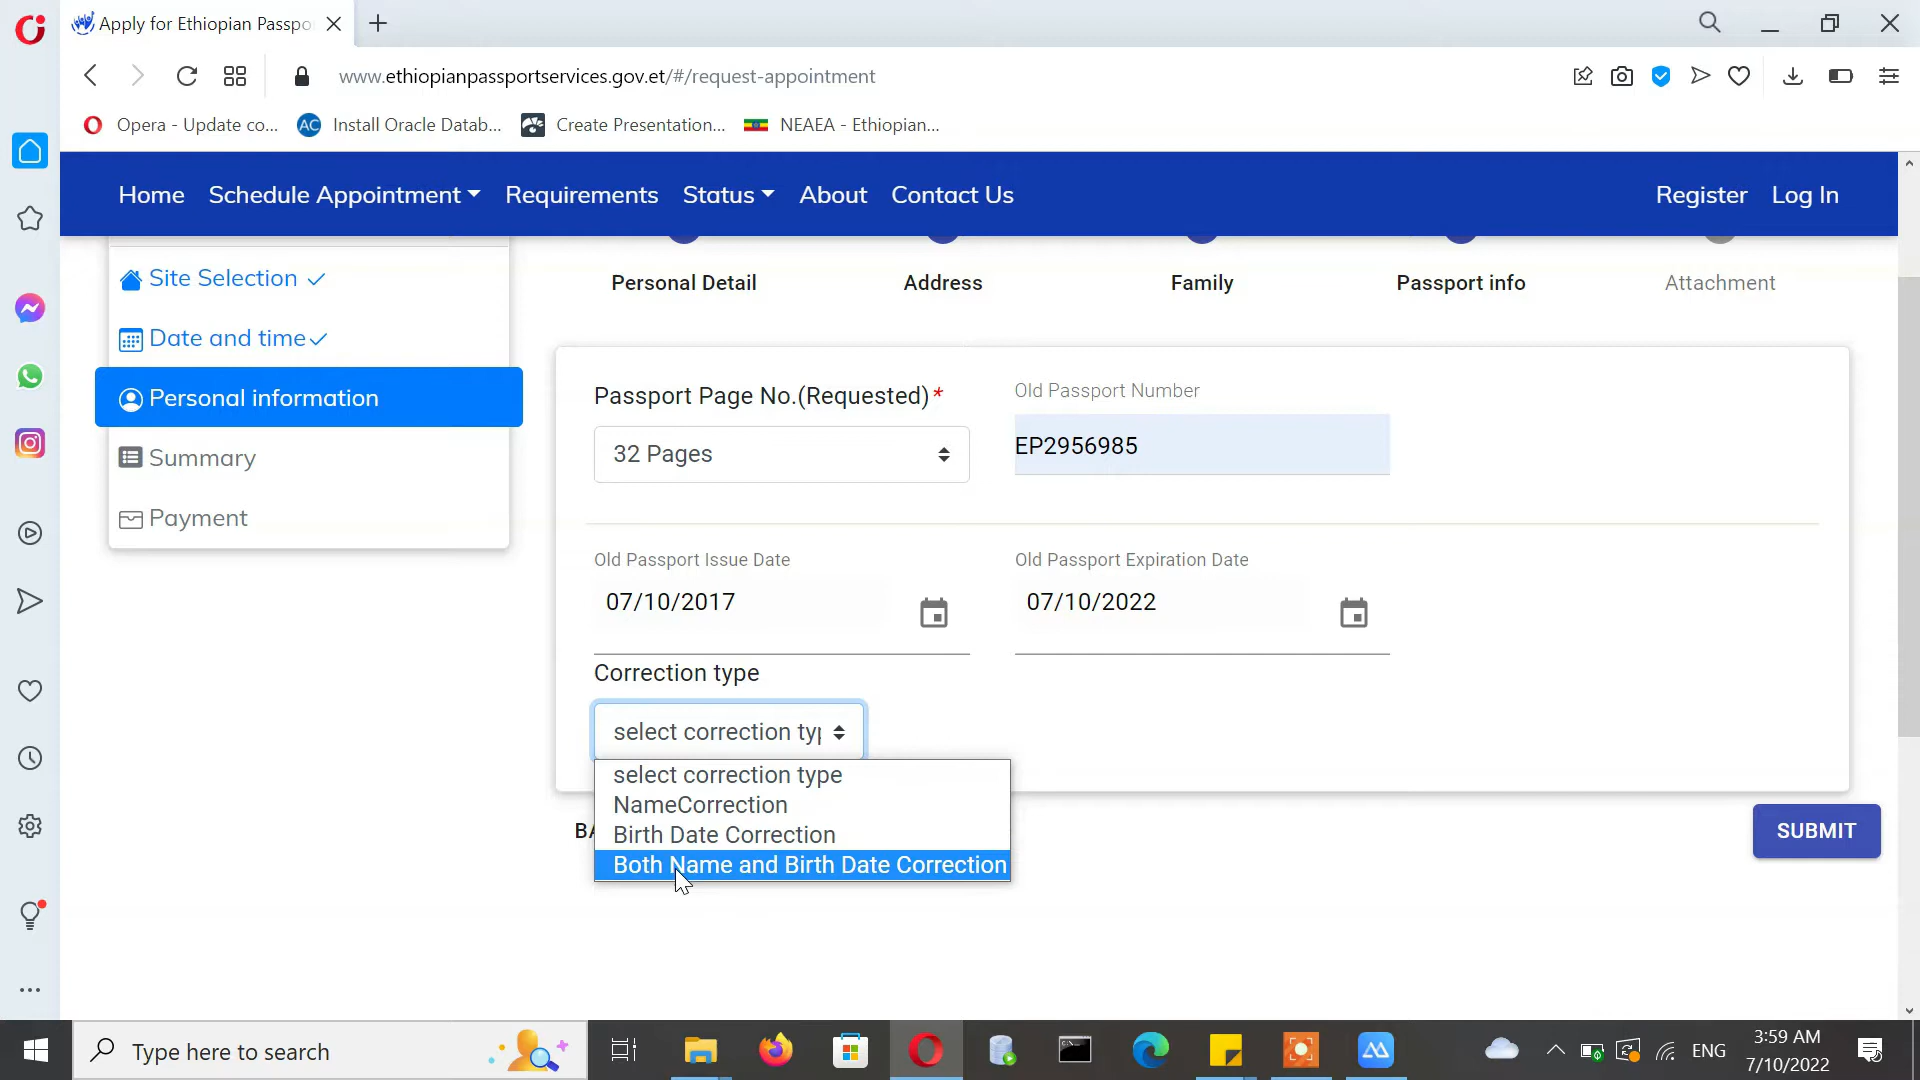 Apply for Ethiopian Passpo
www.ethiopianpassportservices.gov.et/#/request-appointment
Opera - Update co...
AC
Install Oracle Datab...
Create Presentation...
NEAEA - Ethiopian...
Home
Schedule Appointment
Requirements
Status
About
Contact Us
Register
Log In
Site Selection
Date and time
Personal information
Summary
Payment
Personal Detail
Address
Family
Passport info
Attachment
Passport Page No.(Requested)*
32 Pages
Old Passport Number
EP2956985
Old Passport Issue Date
07/10/2017
Old Passport Expiration Date
07/10/2022
Correction type
select correction typ
select correction type
NameCorrection
Birth Date Correction
Both Name and Birth Date Correction
BA
SUBMIT
Type here to search
ENG
3:59 AM
7/10/2022